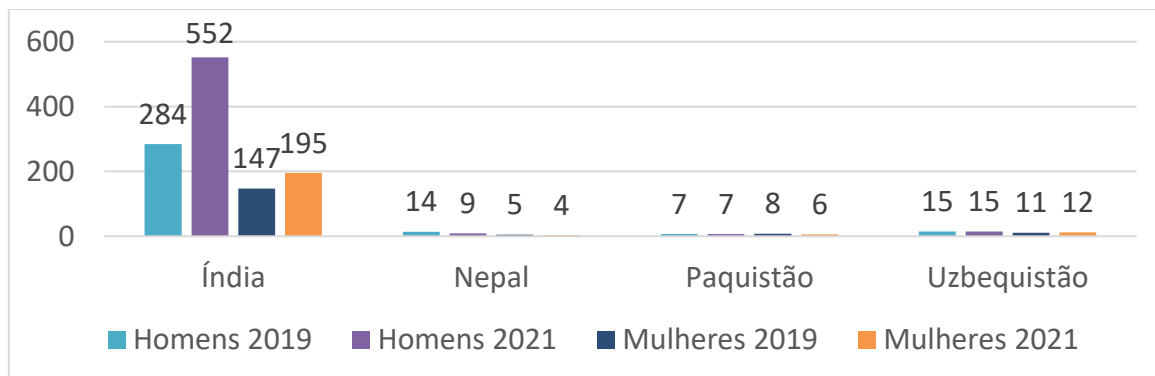 600
400
200
0
284 552 147 195
14 9 5 4
7 7 8 6
15 15 11 12
Índia Nepal Paquistão Uzbequistão
Homens 2019 Homens 2021 Mulheres 2019 Mulheres 2021